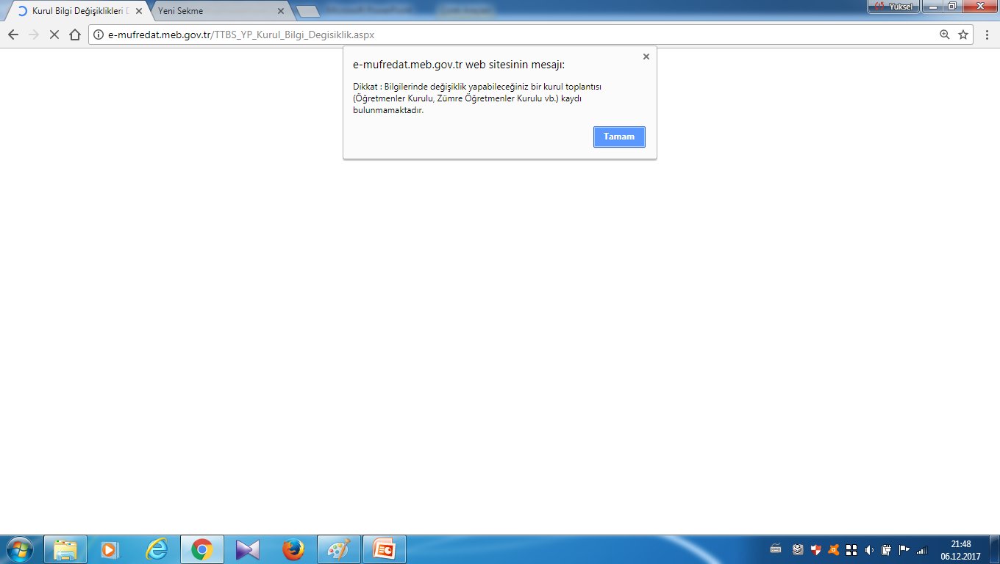 Kurul Bilgi Değişiklikleri D
Yeni Sekme
Yüksel
e-mufredat.meb.gov.tr/TTBS_YP_Kurul_Bilgi_Degisiklik.aspx
e-mufredat.meb.gov.tr web sitesinin mesajı:
Dikkat : Bilgilerinde değişiklik yapabileceğiniz bir kurul toplantısı
(Öğretmenler Kurulu, Zümre Öğretmenler Kurulu vb.) kaydı
bulunmamaktadır.
Tamam
21:48
06.12.2017